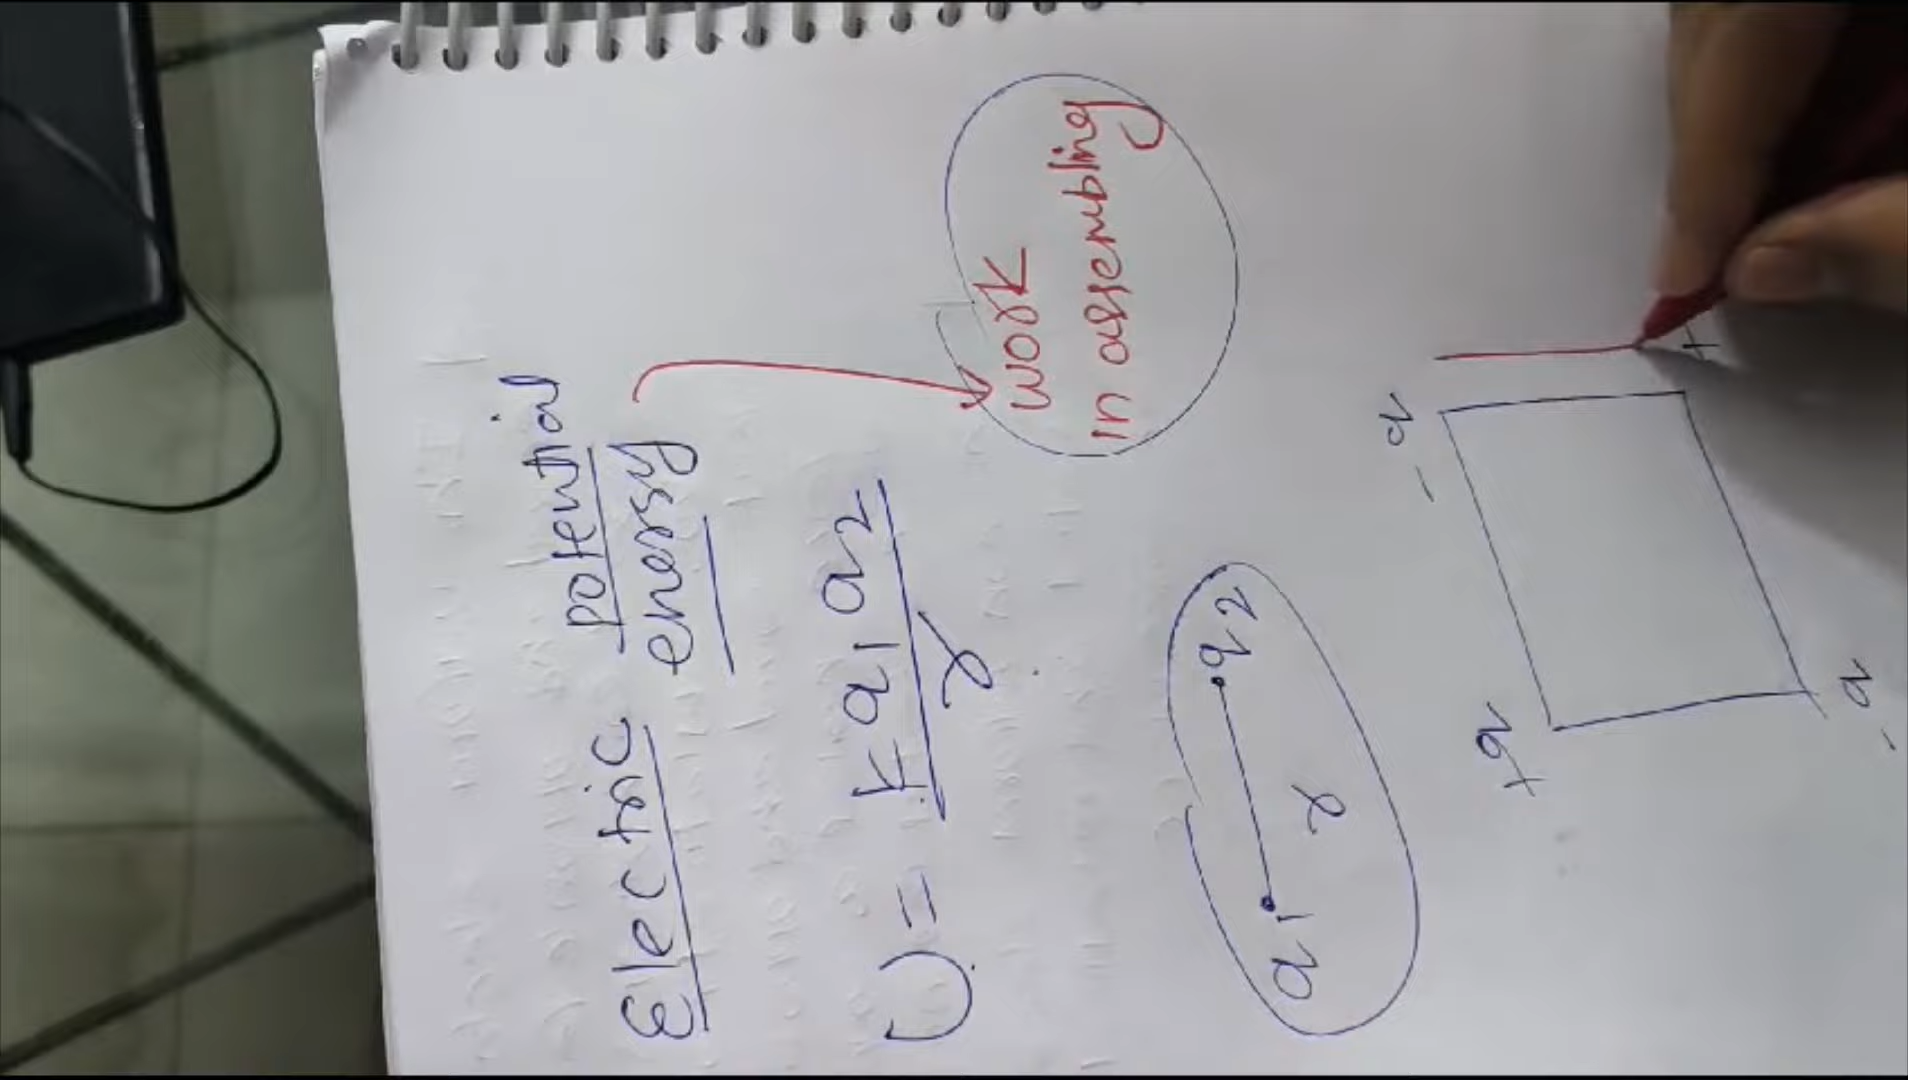 Electric potential
energy
work
in assembling
U = kq1q2
r
q1
r
q2
+q
-q
-q
+